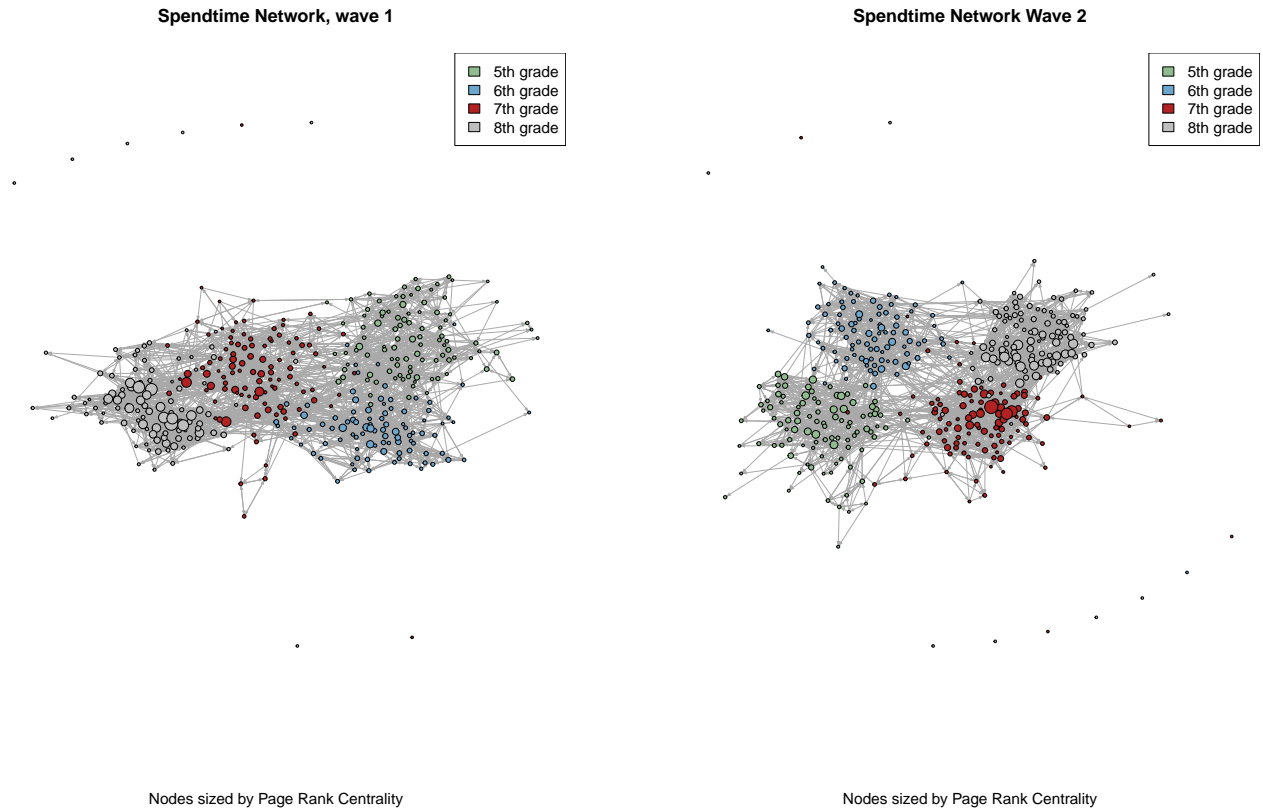 Spendtime Network, wave 1
5th grade
6th grade
7th grade
8th grade
Nodes sized by Page Rank Centrality
Spendtime Network Wave 2
5th grade
6th grade
7th grade
8th grade
Nodes sized by Page Rank Centrality